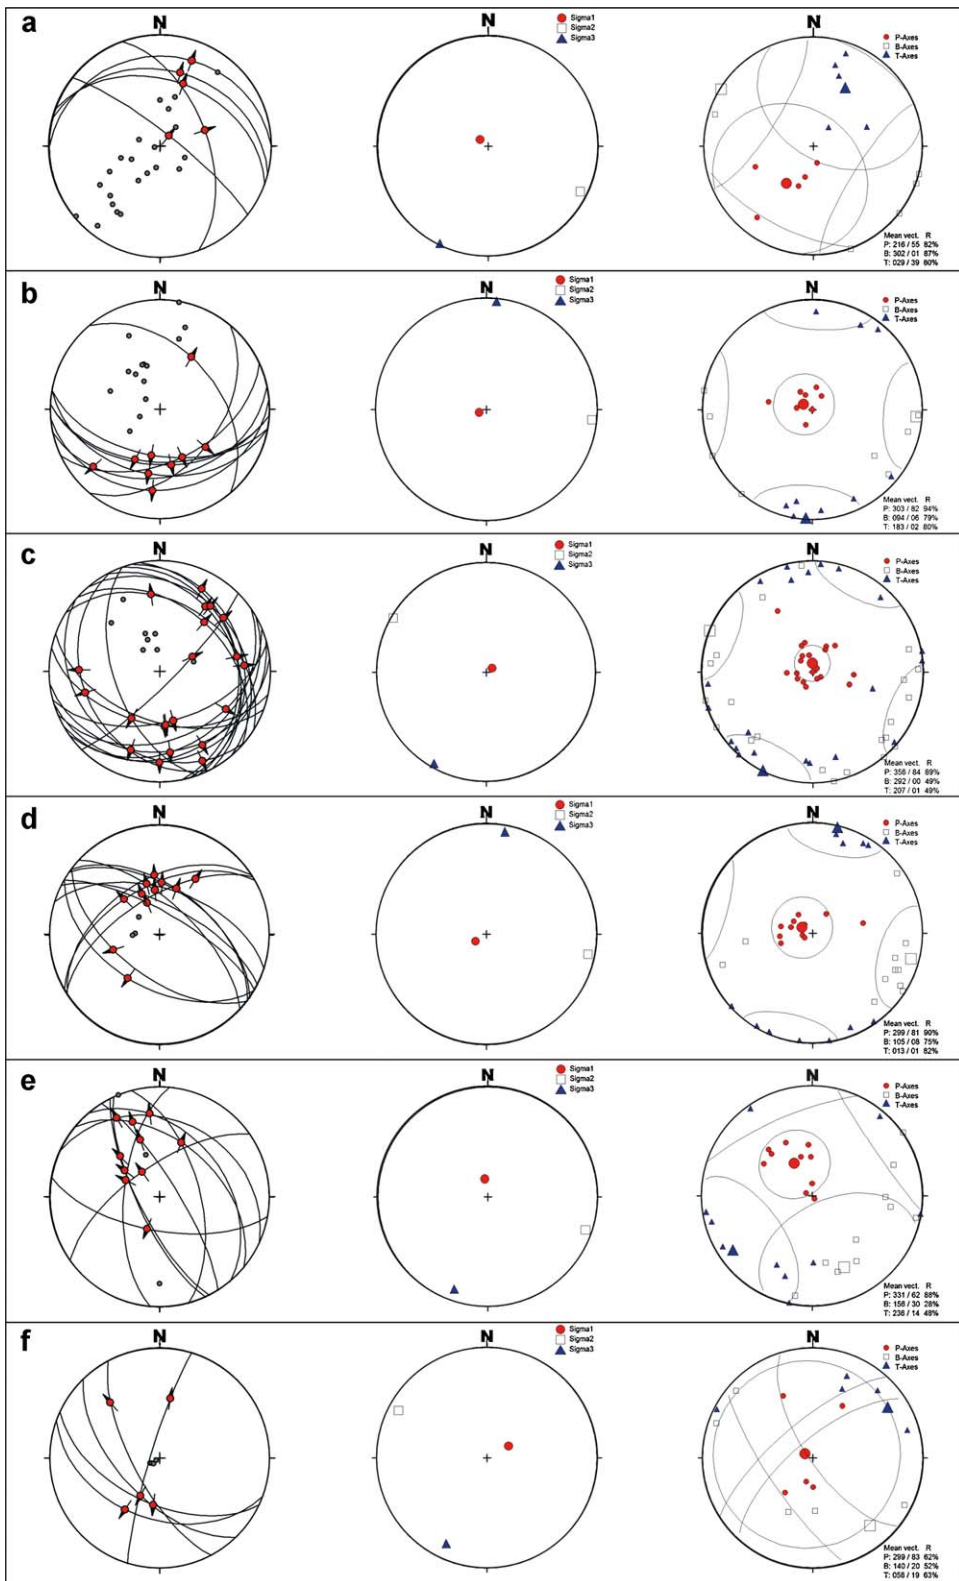 a
N
N
Sigma1
Sigma2
Sigma3
N
P-Axes
B-Axes
T-Axes
Mean vect. R
P: 216 / 55 82%
B: 302 / 01 87%
T: 029 / 39 80%
b
N
N
Sigma1
Sigma2
Sigma3
N
P-Axes
B-Axes
T-Axes
Mean vect. R
P: 303 / 82 94%
B: 094 / 06 79%
T: 183 / 02 80%
c
N
N
Sigma1
Sigma2
Sigma3
N
P-Axes
B-Axes
T-Axes
Mean vect. R
P: 356 / 84 89%
B: 292 / 00 49%
T: 207 / 01 49%
d
N
N
Sigma1
Sigma2
Sigma3
N
P-Axes
B-Axes
T-Axes
Mean vect. R
P: 299 / 81 90%
B: 105 / 08 75%
T: 013 / 01 82%
e
N
N
Sigma1
Sigma2
Sigma3
N
P-Axes
B-Axes
T-Axes
Mean vect. R
P: 331 / 62 88%
B: 156 / 30 28%
T: 236 / 14 48%
f
N
N
Sigma1
Sigma2
Sigma3
N
P-Axes
B-Axes
T-Axes
Mean vect. R
P: 299 / 83 62%
B: 140 / 20 52%
T: 058 / 19 63%